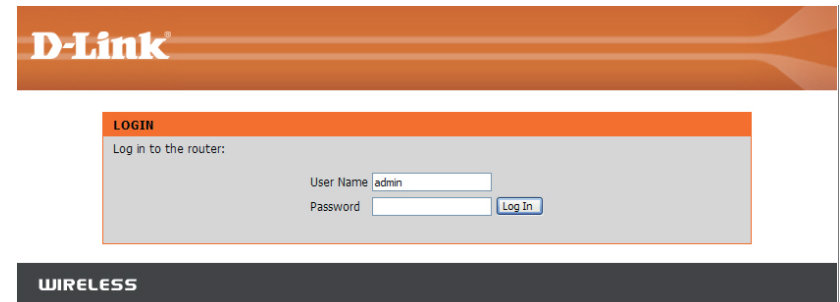 D-Link®
LOGIN
Log in to the router:
User Name admin
Password Log In
WIRELESS